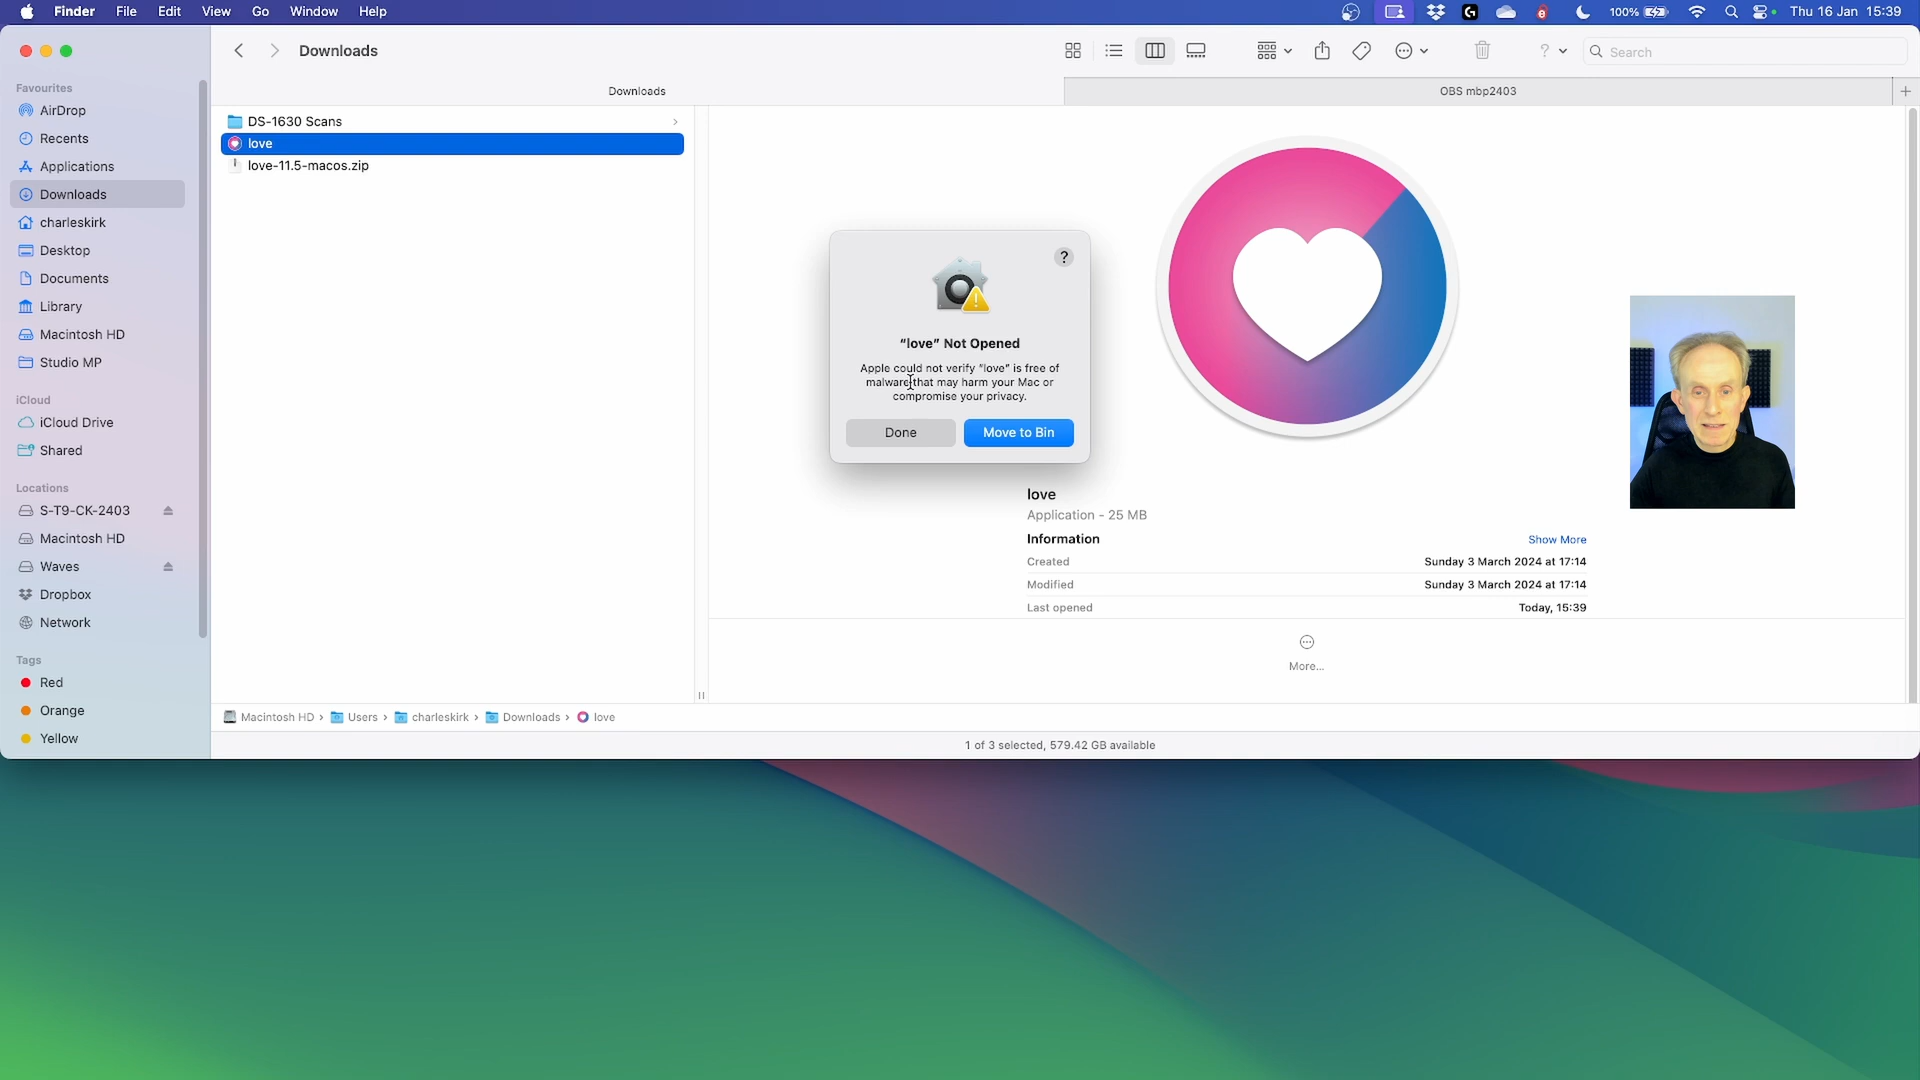 Finder File Edit View Go Window Help
100% Thu 16 Jan 15:39
Downloads
Search
Favourites
AirDrop
Recents
Applications
Downloads
charleskirk
Desktop
Documents
Library
Macintosh HD
Studio MP
iCloud
iCloud Drive
Shared
Locations
S-T9-CK-2403
Macintosh HD
Waves
Dropbox
Network
Tags
Red
Orange
Yellow
Downloads
OBS mbp2403
DS-1630 Scans
love
love-11.5-macos.zip
?
"love" Not Opened
Apple could not verify "love" is free of
malware that may harm your Mac or
compromise your privacy.
Done
Move to Bin
love
Application - 25 MB
Information Show More
Created Sunday 3 March 2024 at 17:14
Modified Sunday 3 March 2024 at 17:14
Last opened Today, 15:39
More...
Macintosh HD › Users › charleskirk › Downloads › love
1 of 3 selected, 579.42 GB available